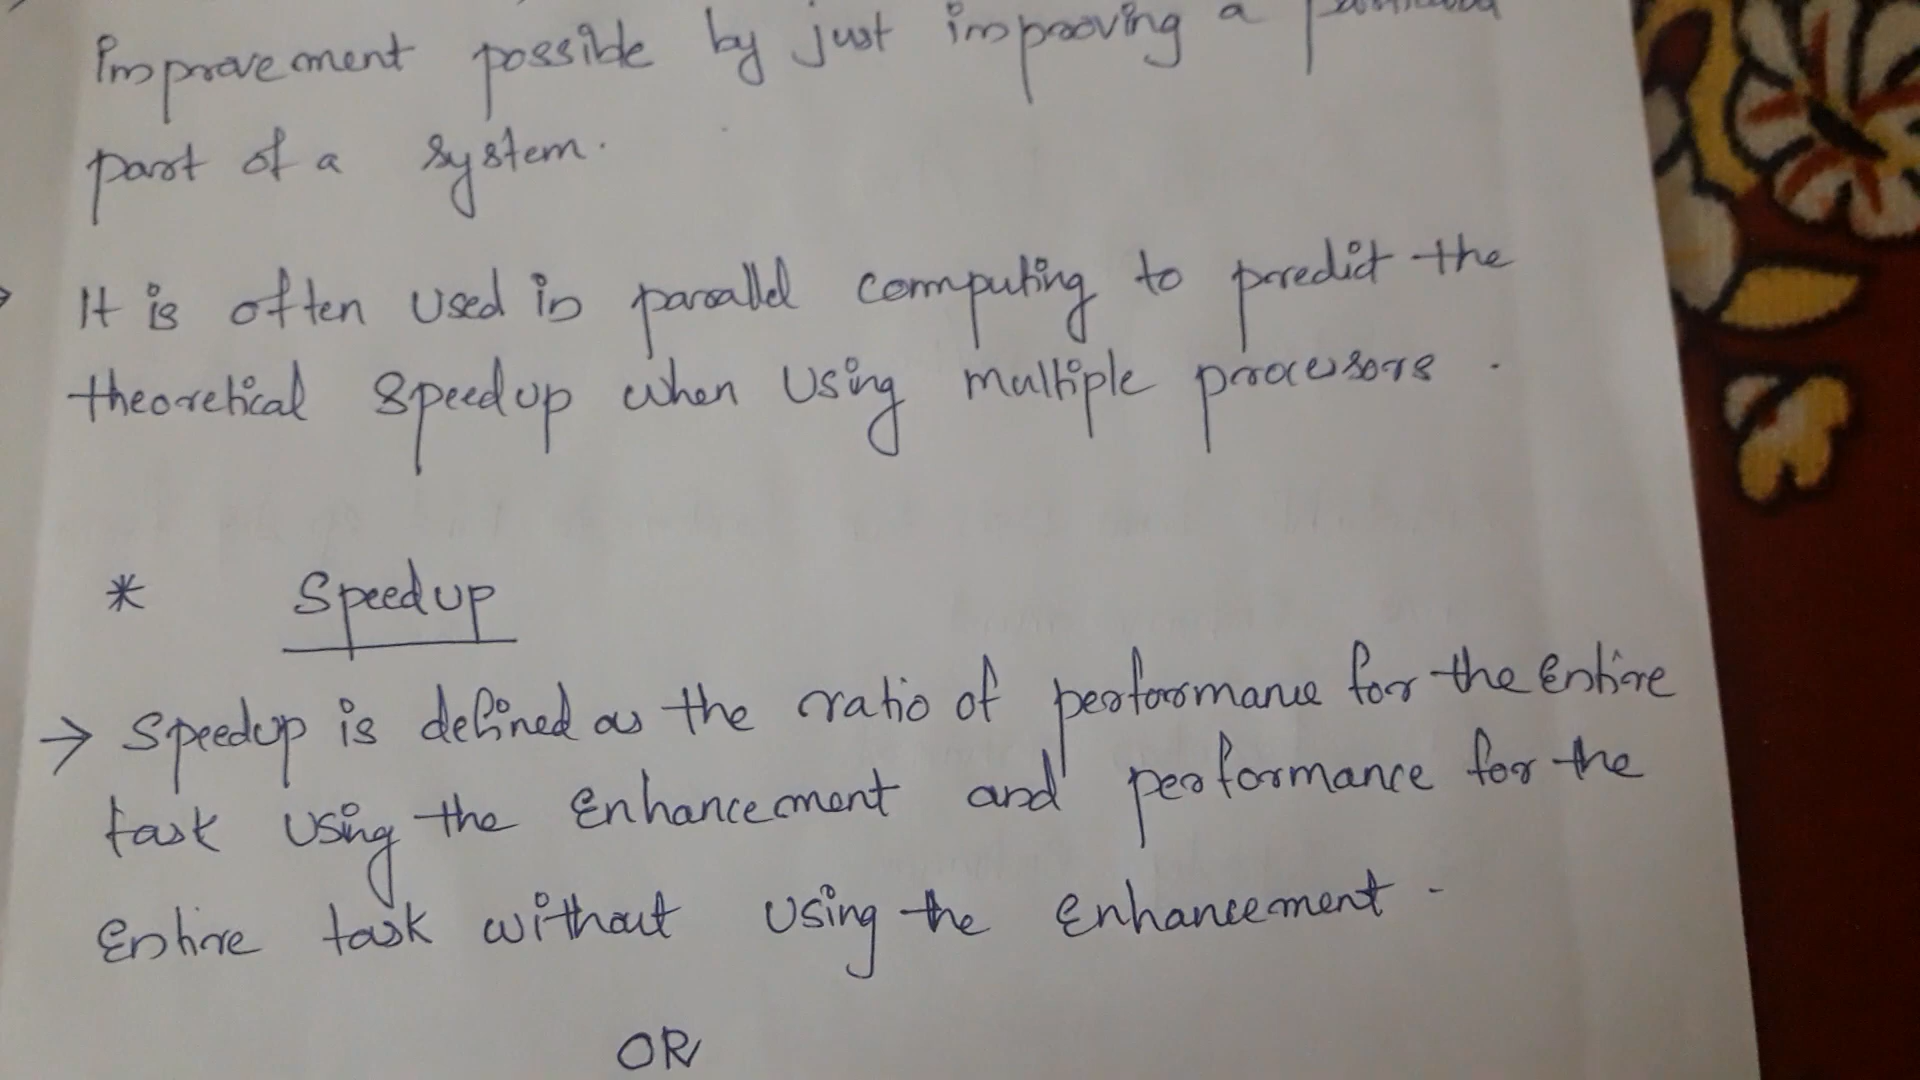 Improvement possible by just improving a
part of a system.
It is often used in parallel computing to predict the
theoretical speedup when using multiple processors.
* Speedup
→ Speedup is defined as the ratio of performance for the entire
task using the enhancement and performance for the
entire task without using the enhancement.
OR